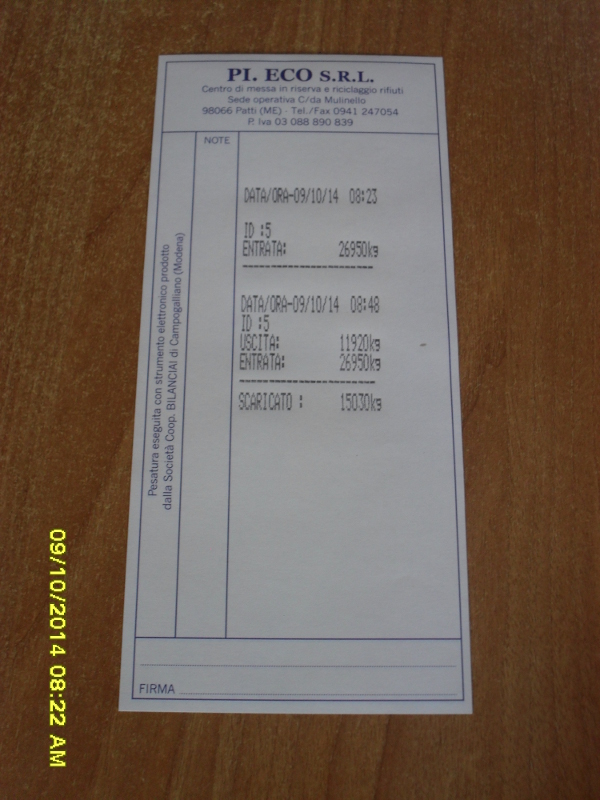 PI. ECO S.R.L.
Centro di messa in riserva e riciclaggio rifiuti
Sede operativa C/da Mulinello
98066 Patti (ME) - Tel./Fax 0941 247054
P. Iva 03 088 890 839
NOTE
DATA/ORA-09/10/14 08:23
ID :5
ENTRATA: 26950kg
DATA/ORA-09/10/14 08:48
ID :5
USCITA: 11920kg
ENTRATA: 26950kg
SCARICATO : 15030kg
Pesatura eseguita con strumento elettronico prodotto
dalla Società Coop. BILANCIAI di Campogalliano (Modena)
FIRMA
09/10/2014 08:22 AM